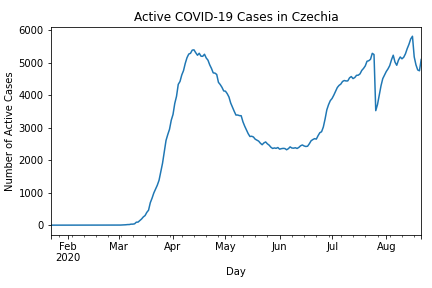 Active COVID-19 Cases in Czechia
6000
5000
4000
3000
2000
1000
0
Number of Active Cases
Feb Mar Apr May Jun Jul Aug
2020
Day